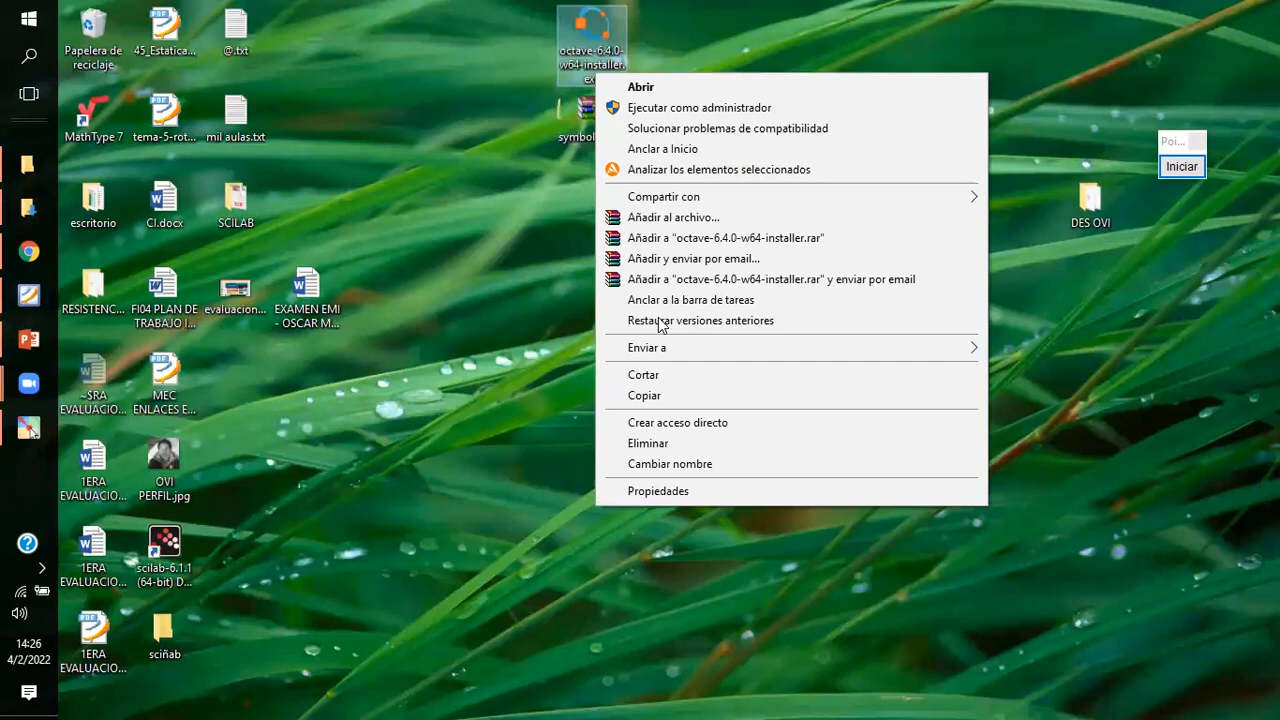 Papelera de
reciclaje
45_Estatica...
@.txt
octave-6.4.0-
w64-installer.
MathType 7
tema-5-rot...
mil aulas.txt
escritorio
CI.docx
SCILAB
RESISTENC...
FI04 PLAN DE
TRABAJO I...
evaluacion...
EXAMEN EMI
- OSCAR M...
~$RA
EVALUACIO...
MEC
ENLACES E...
1ERA
EVALUACIO...
OVI
PERFIL.jpg
1ERA
EVALUACIO...
scilab-6.1.1
(64-bit) D...
1ERA
EVALUACIO...
sciñab
Abrir
Ejecutar como administrador
Solucionar problemas de compatibilidad
Anclar a Inicio
Analizar los elementos seleccionados
Compartir con
Añadir al archivo...
Añadir a "octave-6.4.0-w64-installer.rar"
Añadir y enviar por email...
Añadir a "octave-6.4.0-w64-installer.rar" y enviar por email
Anclar a la barra de tareas
Restaurar versiones anteriores
Enviar a
Cortar
Copiar
Crear acceso directo
Eliminar
Cambiar nombre
Propiedades
Poi...
Iniciar
DES OVI
14:26
4/2/2022